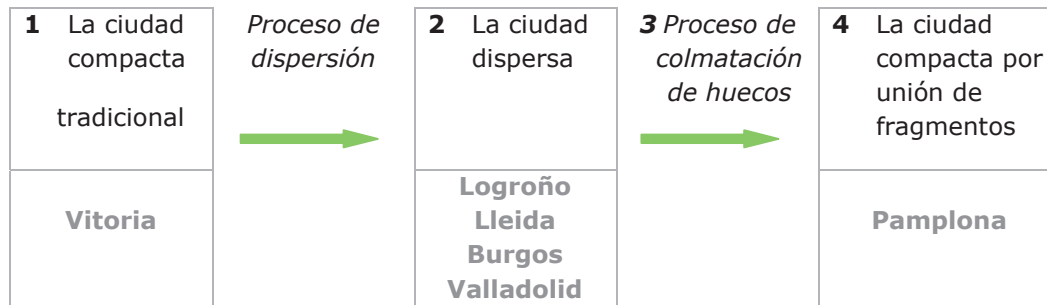 1 La ciudad
compacta
tradicional
Proceso de
dispersión
2 La ciudad
dispersa
3 Proceso de
colmatación
de huecos
4 La ciudad
compacta por
unión de
fragmentos
Vitoria
Logroño
Lleida
Burgos
Valladolid
Pamplona